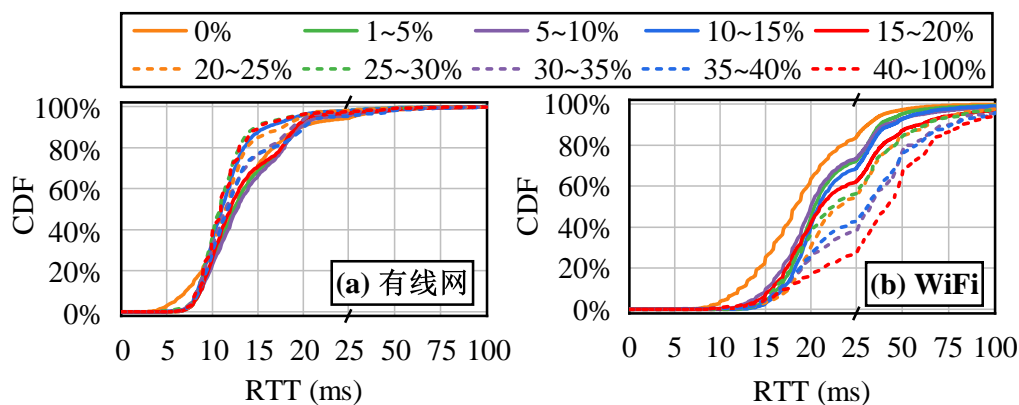 0% 1~5% 5~10% 10~15% 15~20%
20~25% 25~30% 30~35% 35~40% 40~100%
100%
80%
60%
40%
20%
0%
CDF
(a) 有线网
0 5 10 15 20 25 50 75 100
RTT (ms)
100%
80%
60%
40%
20%
0%
CDF
(b) WiFi
0 5 10 15 20 25 50 75 100
RTT (ms)